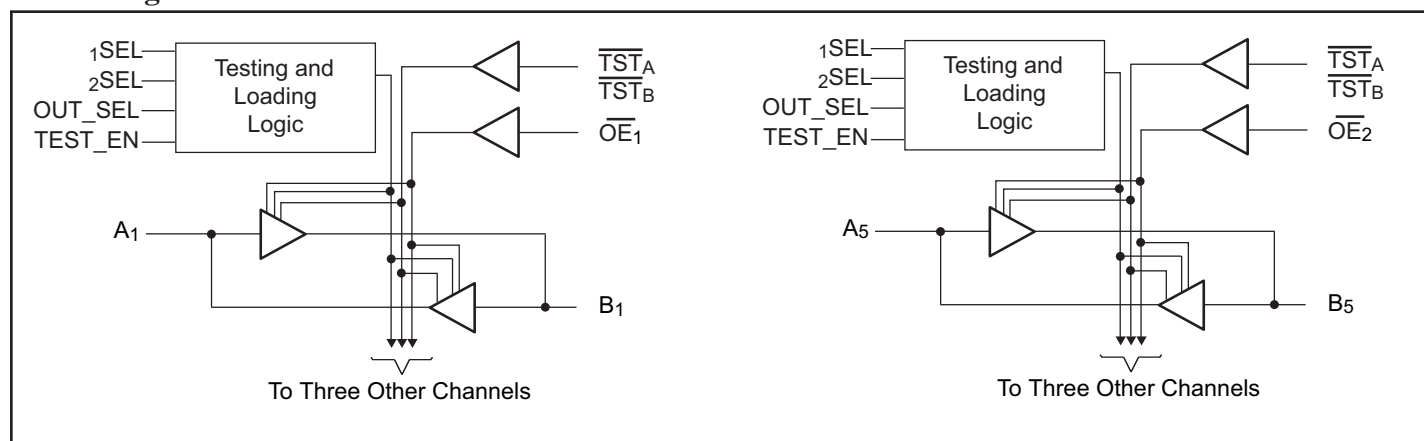 1SEL
2SEL
OUT_SEL
TEST_EN
Testing and
Loading
Logic
TSTA
TSTB
OE1
A1
B1
To Three Other Channels
1SEL
2SEL
OUT_SEL
TEST_EN
Testing and
Loading
Logic
TSTA
TSTB
OE2
A5
B5
To Three Other Channels